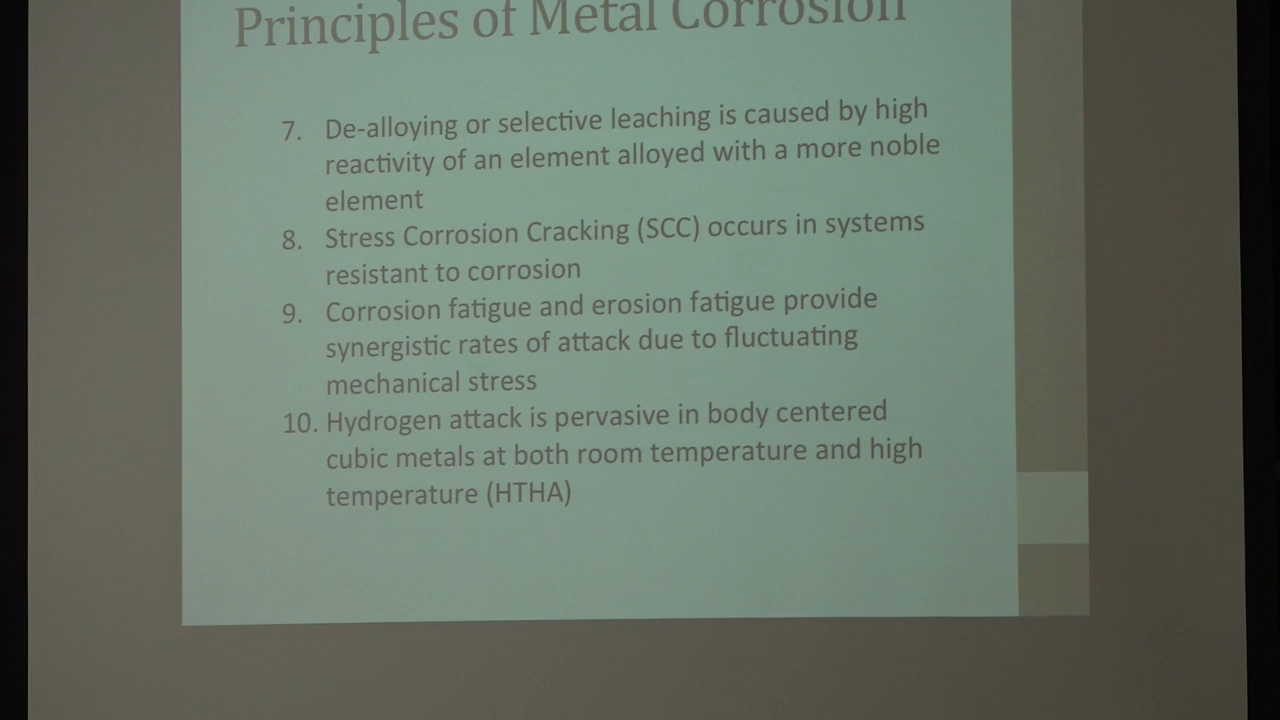 Principles of Metal Corrosion
7. De-alloying or selective leaching is caused by high
reactivity of an element alloyed with a more noble
element
8. Stress Corrosion Cracking (SCC) occurs in systems
resistant to corrosion
9. Corrosion fatigue and erosion fatigue provide
synergistic rates of attack due to fluctuating
mechanical stress
10. Hydrogen attack is pervasive in body centered
cubic metals at both room temperature and high
temperature (HTHA)